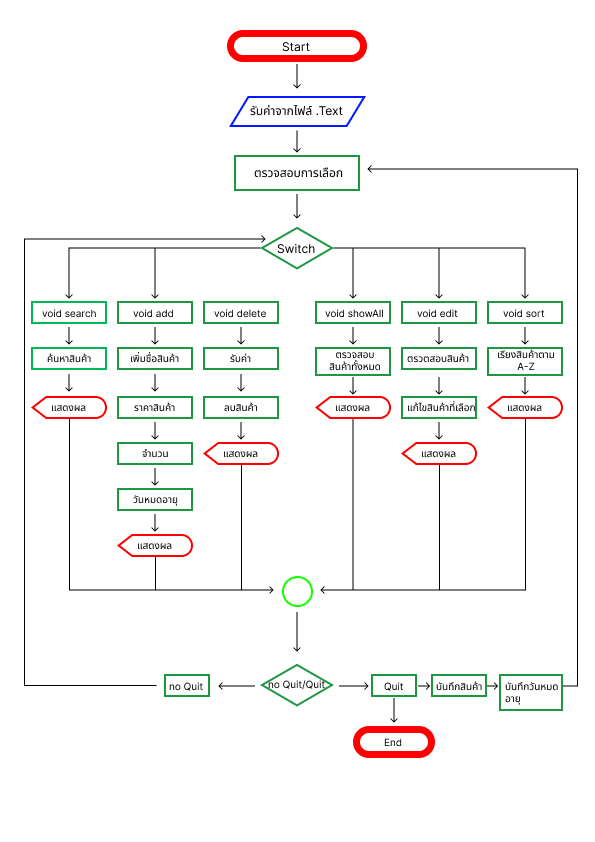 Start
รับค่าจากไฟล์ .Text
ตรวจสอบการเลือก
Switch
void search
void add
void delete
void showAll
void edit
void sort
ค้นหาสินค้า
เพิ่มชื่อสินค้า
รับค่า
ตรวจสอบ
สินค้าทั้งหมด
ตรวดสอบสินค้า
เรียงสินค้าตาม
A-Z
แสดงผล
ราคาสินค้า
ลบสินค้า
แสดงผล
แก้ไขสินค้าที่เลือก
แสดงผล
จำนวน
แสดงผล
แสดงผล
วันหมดอายุ
แสดงผล
no Quit
no Quit/Quit
Quit
บันทึกสินค้า
บันทึกวันหมด
อายุ
End